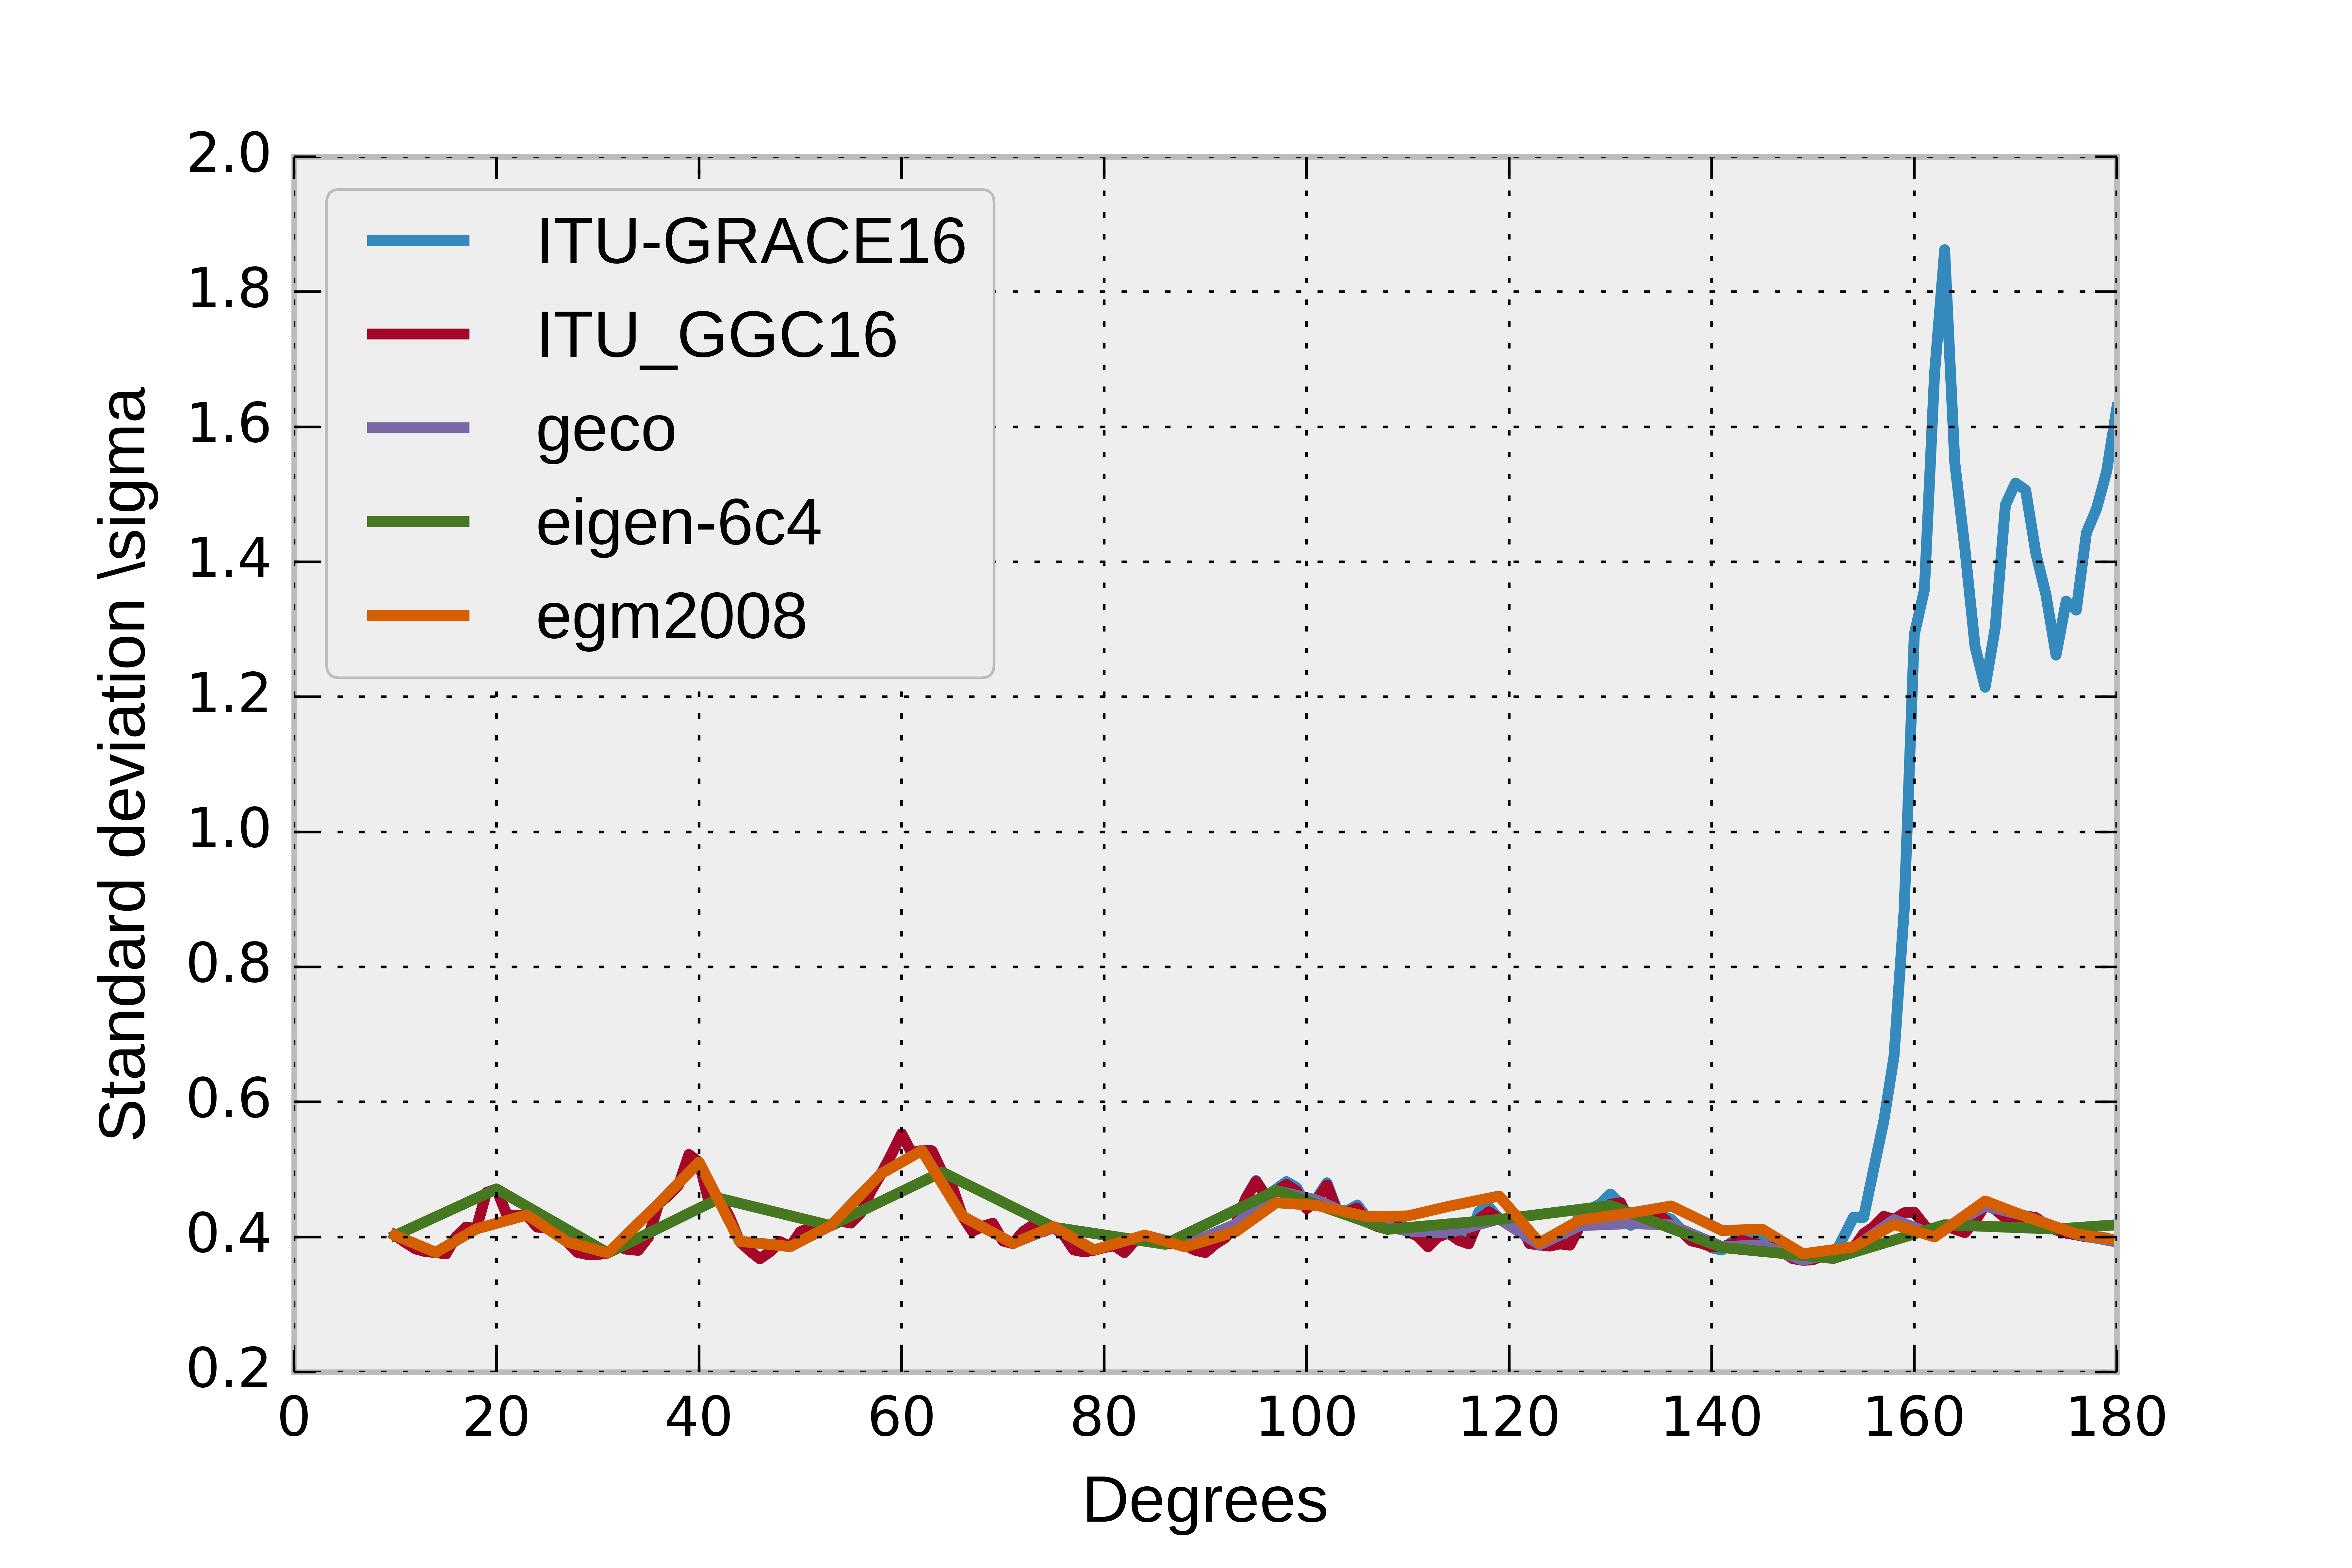 2.0
1.8
1.6
1.4
1.2
1.0
0.8
0.6
0.4
0.2
Standard deviation \sigma
ITU-GRACE16
ITU_GGC16
geco
eigen-6c4
egm2008
0 20 40 60 80 100 120 140 160 180
Degrees